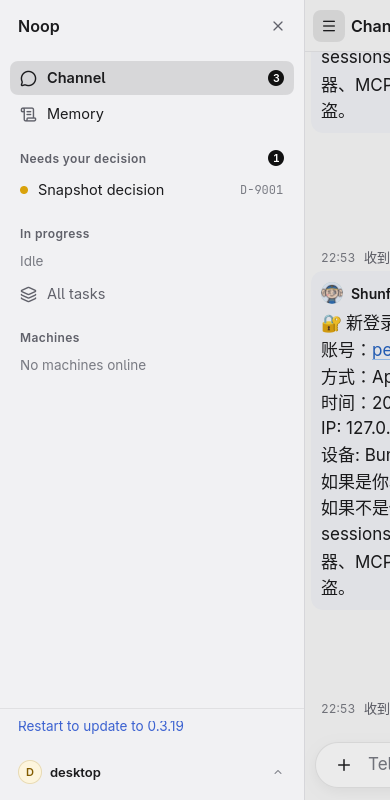 Noop
Channel 3
Memory
Needs your decision 1
Snapshot decision D-9001
In progress
Idle
All tasks
Machines
No machines online
Restart to update to 0.3.19
D desktop
Chan
sessions
器、MCP
盗。
22:53 收到
Shunf
🔐 新登录
账号：pe
方式：Ap
时间：20
IP: 127.0.
设备: Bun
如果是你
如果不是
sessions
器、MCP
盗。
22:53 收到
Tel